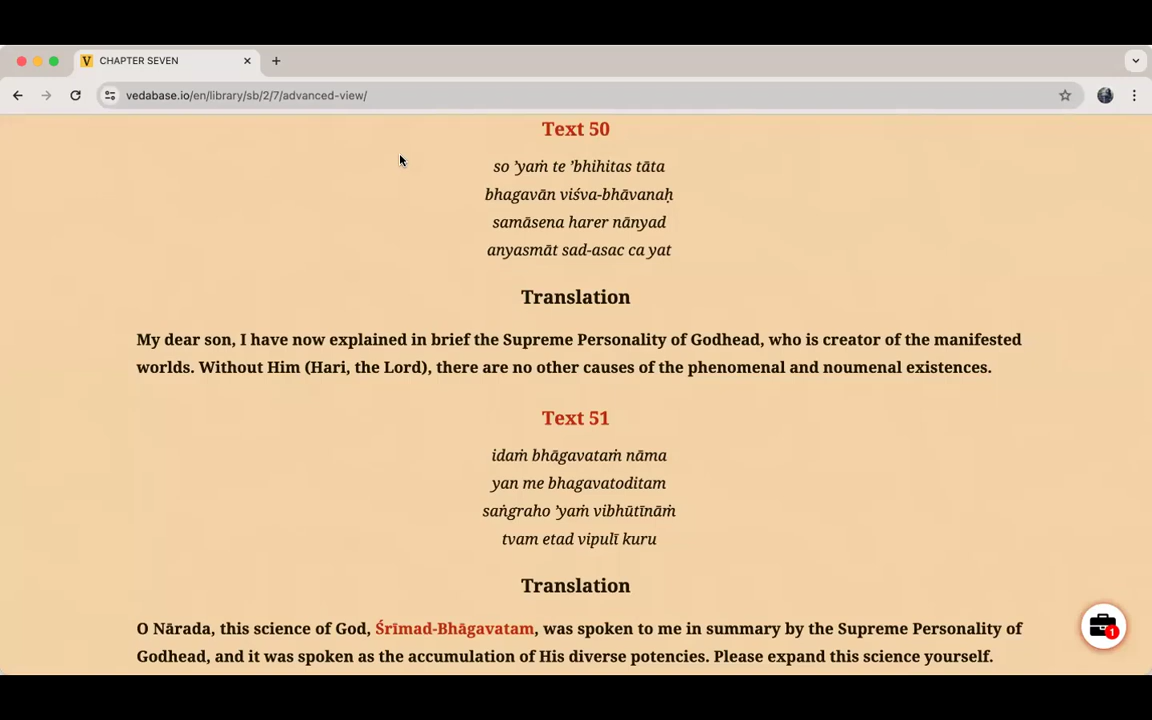 CHAPTER SEVEN
vedabase.io/en/library/sb/2/7/advanced-view/
Text 50
so ’yaṁ te ’bhihitas tāta
bhagavān viśva-bhāvanaḥ
samāsena harer nānyad
anyasmāt sad-asac ca yat
Translation
My dear son, I have now explained in brief the Supreme Personality of Godhead, who is creator of the manifested
worlds. Without Him (Hari, the Lord), there are no other causes of the phenomenal and noumenal existences.
Text 51
idaṁ bhāgavataṁ nāma
yan me bhagavatoditam
saṅgraho ’yaṁ vibhūtīnāṁ
tvam etad vipulī kuru
Translation
O Nārada, this science of God, Śrīmad-Bhāgavatam, was spoken to me in summary by the Supreme Personality of
Godhead, and it was spoken as the accumulation of His diverse potencies. Please expand this science yourself.
1